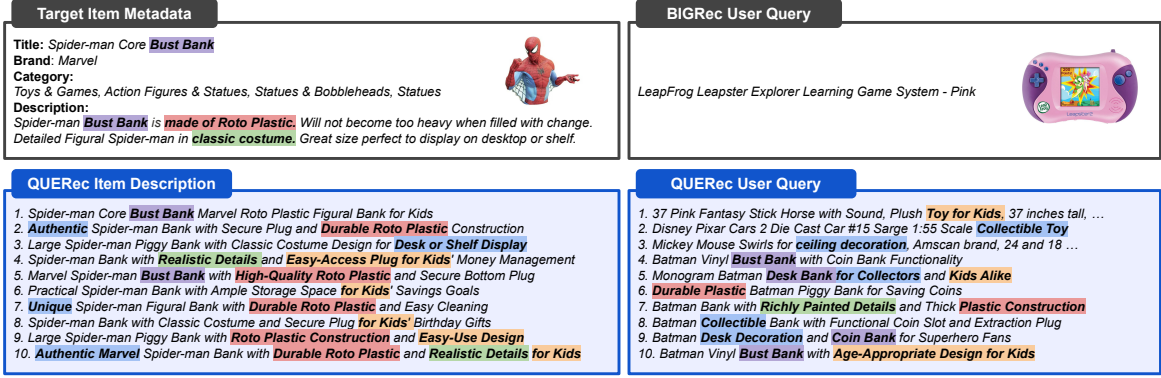 Target Item Metadata
Title: Spider-man Core Bust Bank
Brand: Marvel
Category:
Toys & Games, Action Figures & Statues, Statues & Bobbleheads, Statues
Description:
Spider-man Bust Bank is made of Roto Plastic. Will not become too heavy when filled with change.
Detailed Figural Spider-man in classic costume. Great size perfect to display on desktop or shelf.
BIGRec User Query
LeapFrog Leapster Explorer Learning Game System - Pink
QUERec Item Description
1. Spider-man Core Bust Bank Marvel Roto Plastic Figural Bank for Kids
2. Authentic Spider-man Bank with Secure Plug and Durable Roto Plastic Construction
3. Large Spider-man Piggy Bank with Classic Costume Design for Desk or Shelf Display
4. Spider-man Bank with Realistic Details and Easy-Access Plug for Kids' Money Management
5. Marvel Spider-man Bust Bank with High-Quality Roto Plastic and Secure Bottom Plug
6. Practical Spider-man Bank with Ample Storage Space for Kids' Savings Goals
7. Unique Spider-man Figural Bank with Durable Roto Plastic and Easy Cleaning
8. Spider-man Bank with Classic Costume and Secure Plug for Kids' Birthday Gifts
9. Large Spider-man Piggy Bank with Roto Plastic Construction and Easy-Use Design
10. Authentic Marvel Spider-man Bank with Durable Roto Plastic and Realistic Details for Kids
QUERec User Query
1. 37 Pink Fantasy Stick Horse with Sound, Plush Toy for Kids, 37 inches tall, …
2. Disney Pixar Cars 2 Die Cast Car #15 Sarge 1:55 Scale Collectible Toy
3. Mickey Mouse Swirls for ceiling decoration, Amscan brand, 24 and 18 …
4. Batman Vinyl Bust Bank with Coin Bank Functionality
5. Monogram Batman Desk Bank for Collectors and Kids Alike
6. Durable Plastic Batman Piggy Bank for Saving Coins
7. Batman Bank with Richly Painted Details and Thick Plastic Construction
8. Batman Collectible Bank with Functional Coin Slot and Extraction Plug
9. Batman Desk Decoration and Coin Bank for Superhero Fans
10. Batman Vinyl Bust Bank with Age-Appropriate Design for Kids